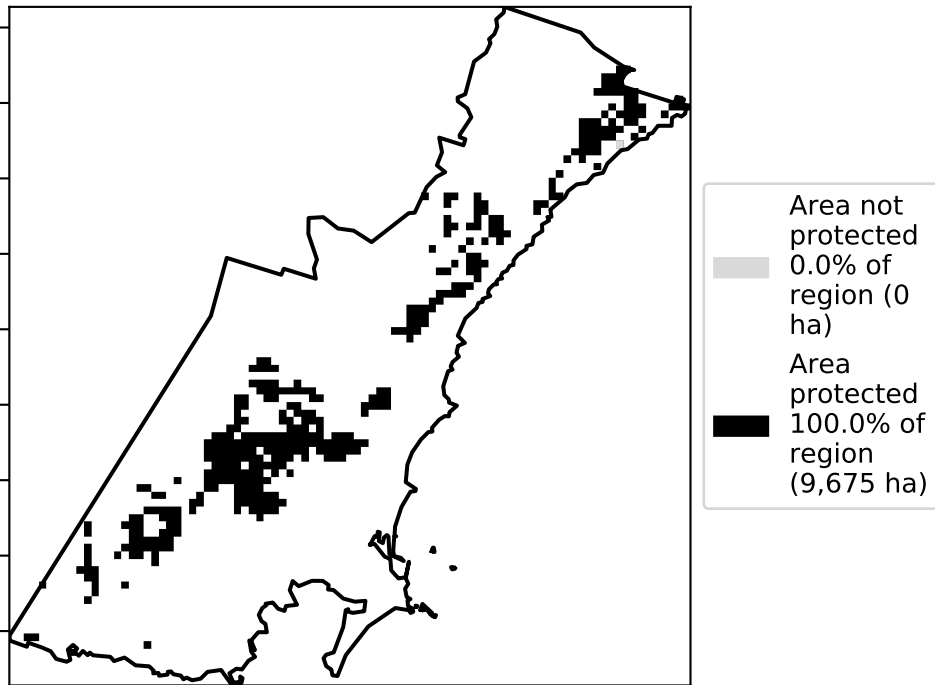 Area not
protected
0.0% of
region (0
ha)
Area
protected
100.0% of
region
(9,675 ha)